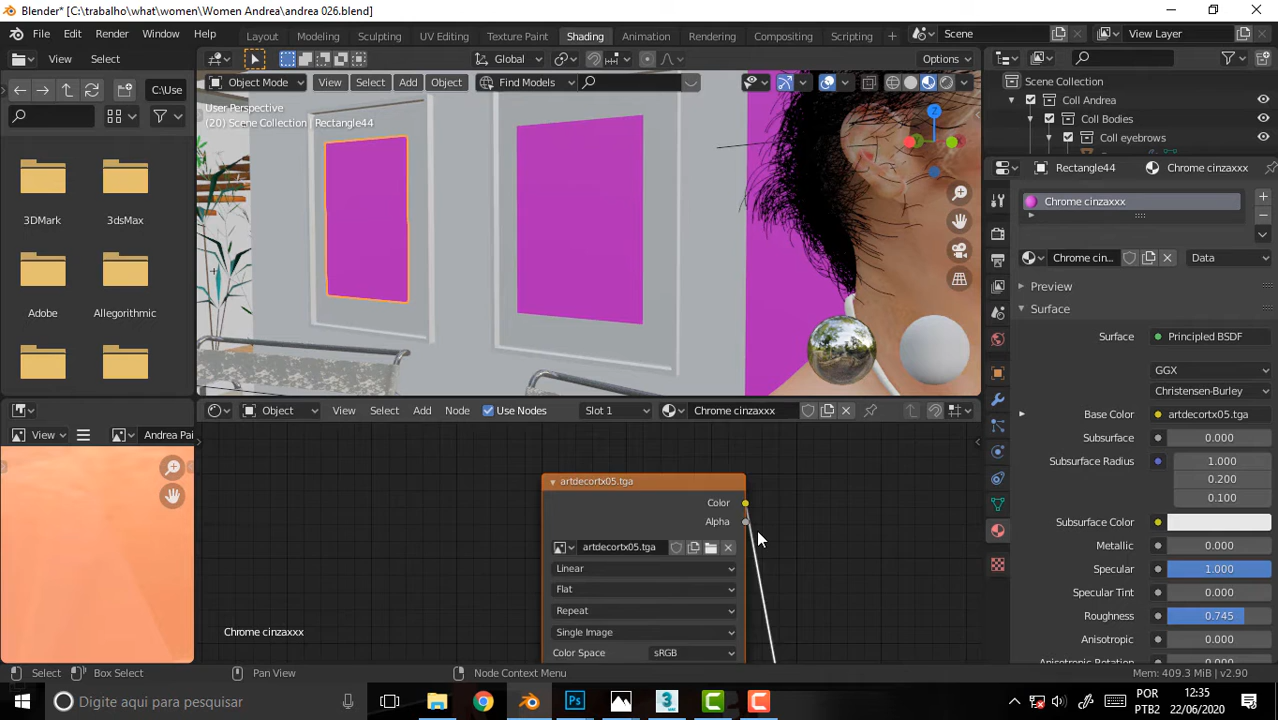 Blender* [C:\trabalho\what\women\Women Andrea\andrea 026.blend]
File Edit Render Window Help Layout Modeling Sculpting UV Editing Texture Paint Shading Animation Rendering Compositing Scripting + Scene View Layer
View Select Global Options
C:\Use
Object Mode View Select Add Object Find Models
User Perspective
(20) Scene Collection | Rectangle44
Z
3DMark 3dsMax
Adobe Allegorithmic
Scene Collection
Coll Andrea
Coll Bodies
Coll eyebrows
Rectangle44 Chrome cinzaxxx
Chrome cinzaxxx
Chrome cin... Data
Preview
Surface
Surface Principled BSDF
GGX
Christensen-Burley
Base Color artdecortx05.tga
Subsurface 0.000
Subsurface Radius 1.000
0.200
0.100
Subsurface Color
Metallic 0.000
Specular 1.000
Specular Tint 0.000
Roughness 0.745
Anisotropic 0.000
Anisotropic Rotation
View Andrea Pai
Object View Select Add Node Use Nodes Slot 1 Chrome cinzaxxx
artdecortx05.tga
Color
Alpha
artdecortx05.tga
Linear
Flat
Repeat
Single Image
Color Space sRGB
Chrome cinzaxxx
Select Box Select Pan View Node Context Menu Mem: 409.3 MiB | v2.90
Digite aqui para pesquisar
Ps
3
C
C
POR
PTB2
12:35
22/06/2020